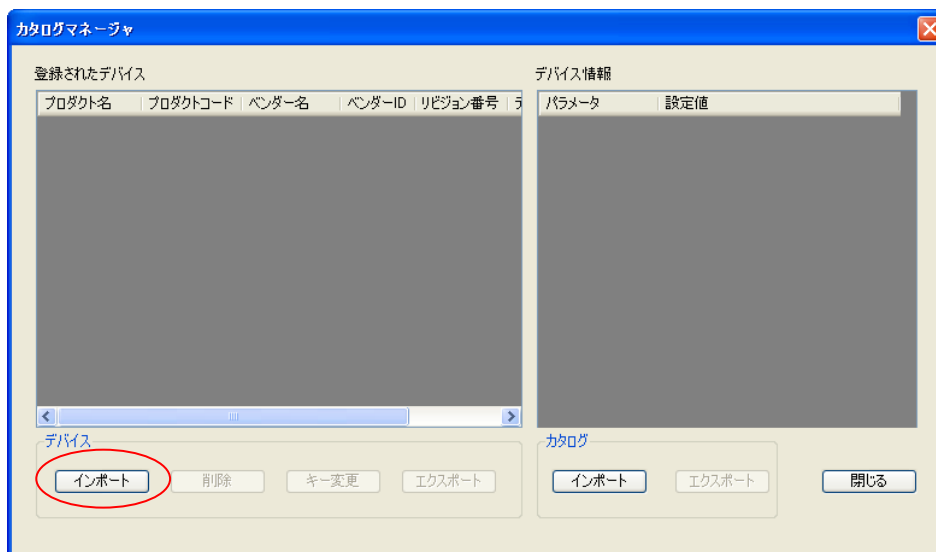 カタログマネージャ
登録されたデバイス
プロダクト名 プロダクトコード ベンダー名 ベンダーID リビジョン番号 デ
デバイス情報
パラメータ 設定値
デバイス
インポート 削除 キー変更 エクスポート
カタログ
インポート エクスポート
閉じる